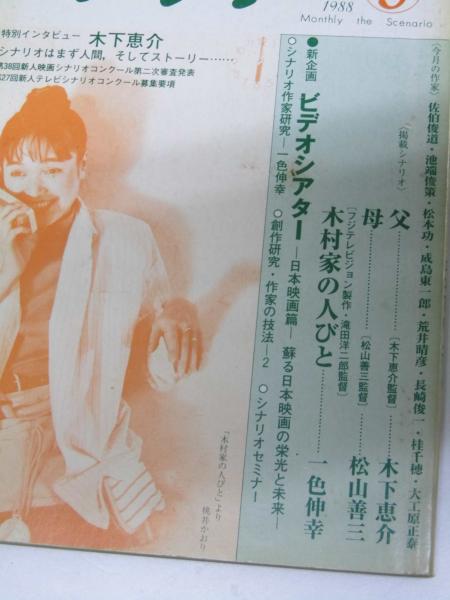 1988
Monthly the Scenario
特別インタビュー 木下恵介
シナリオはまず人間，そしてストーリー……
第38回新人映画シナリオコンクール第二次審査発表
第27回新人テレビシナリオコンクール募集要項
〈今月の作家〉佐伯俊道・池端俊策・松本功・成島東一郎・荒井晴彦・長崎俊一・桂千穂・大工原正泰
〈掲載シナリオ〉
父……〔木下恵介監督〕……木下恵介
母……〔松山善三監督〕……松山善三
〔フジテレビジョン製作・滝田洋二郎監督〕
木村家の人びと……一色伸幸
●新企画 ビデオシアター ―日本映画篇― 蘇る日本映画の栄光と未来―
○シナリオ作家研究―一色伸幸 ○創作研究・作家の技法―2 ○シナリオセミナー
「木村家の人びと」より
桃井かおり